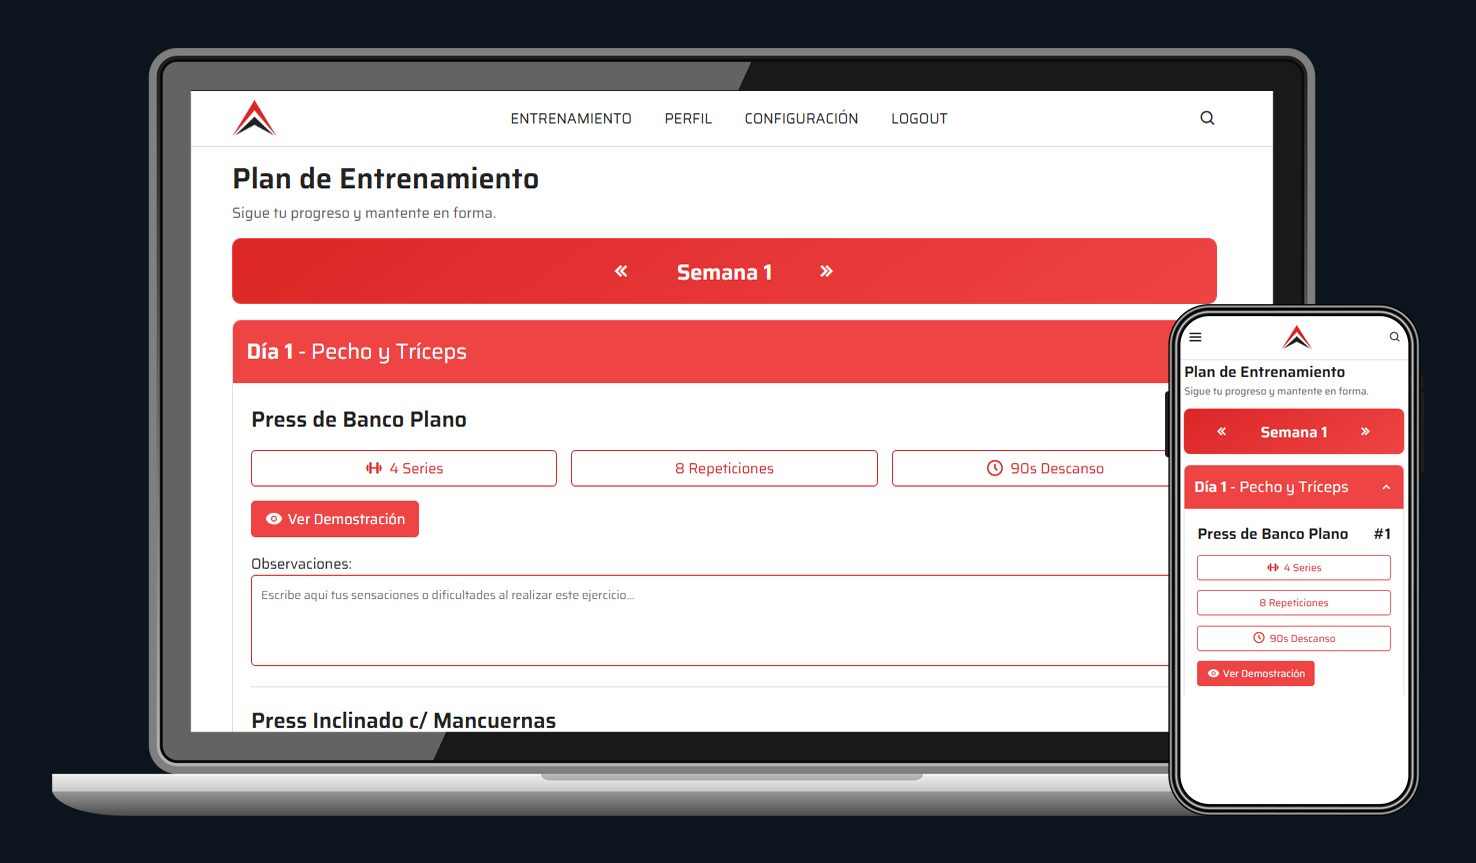 ENTRENAMIENTO PERFIL CONFIGURACIÓN LOGOUT
Plan de Entrenamiento
Sigue tu progreso y mantente en forma.
« Semana 1 »
Día 1 - Pecho y Tríceps
Press de Banco Plano
4 Series 8 Repeticiones 90s Descanso
Ver Demostración
Observaciones:
Escribe aquí tus sensaciones o dificultades al realizar este ejercicio...
Press Inclinado c/ Mancuernas
Plan de Entrenamiento
Sigue tu progreso y mantente en forma.
« Semana 1 »
Día 1 - Pecho y Tríceps
Press de Banco Plano #1
4 Series
8 Repeticiones
90s Descanso
Ver Demostración